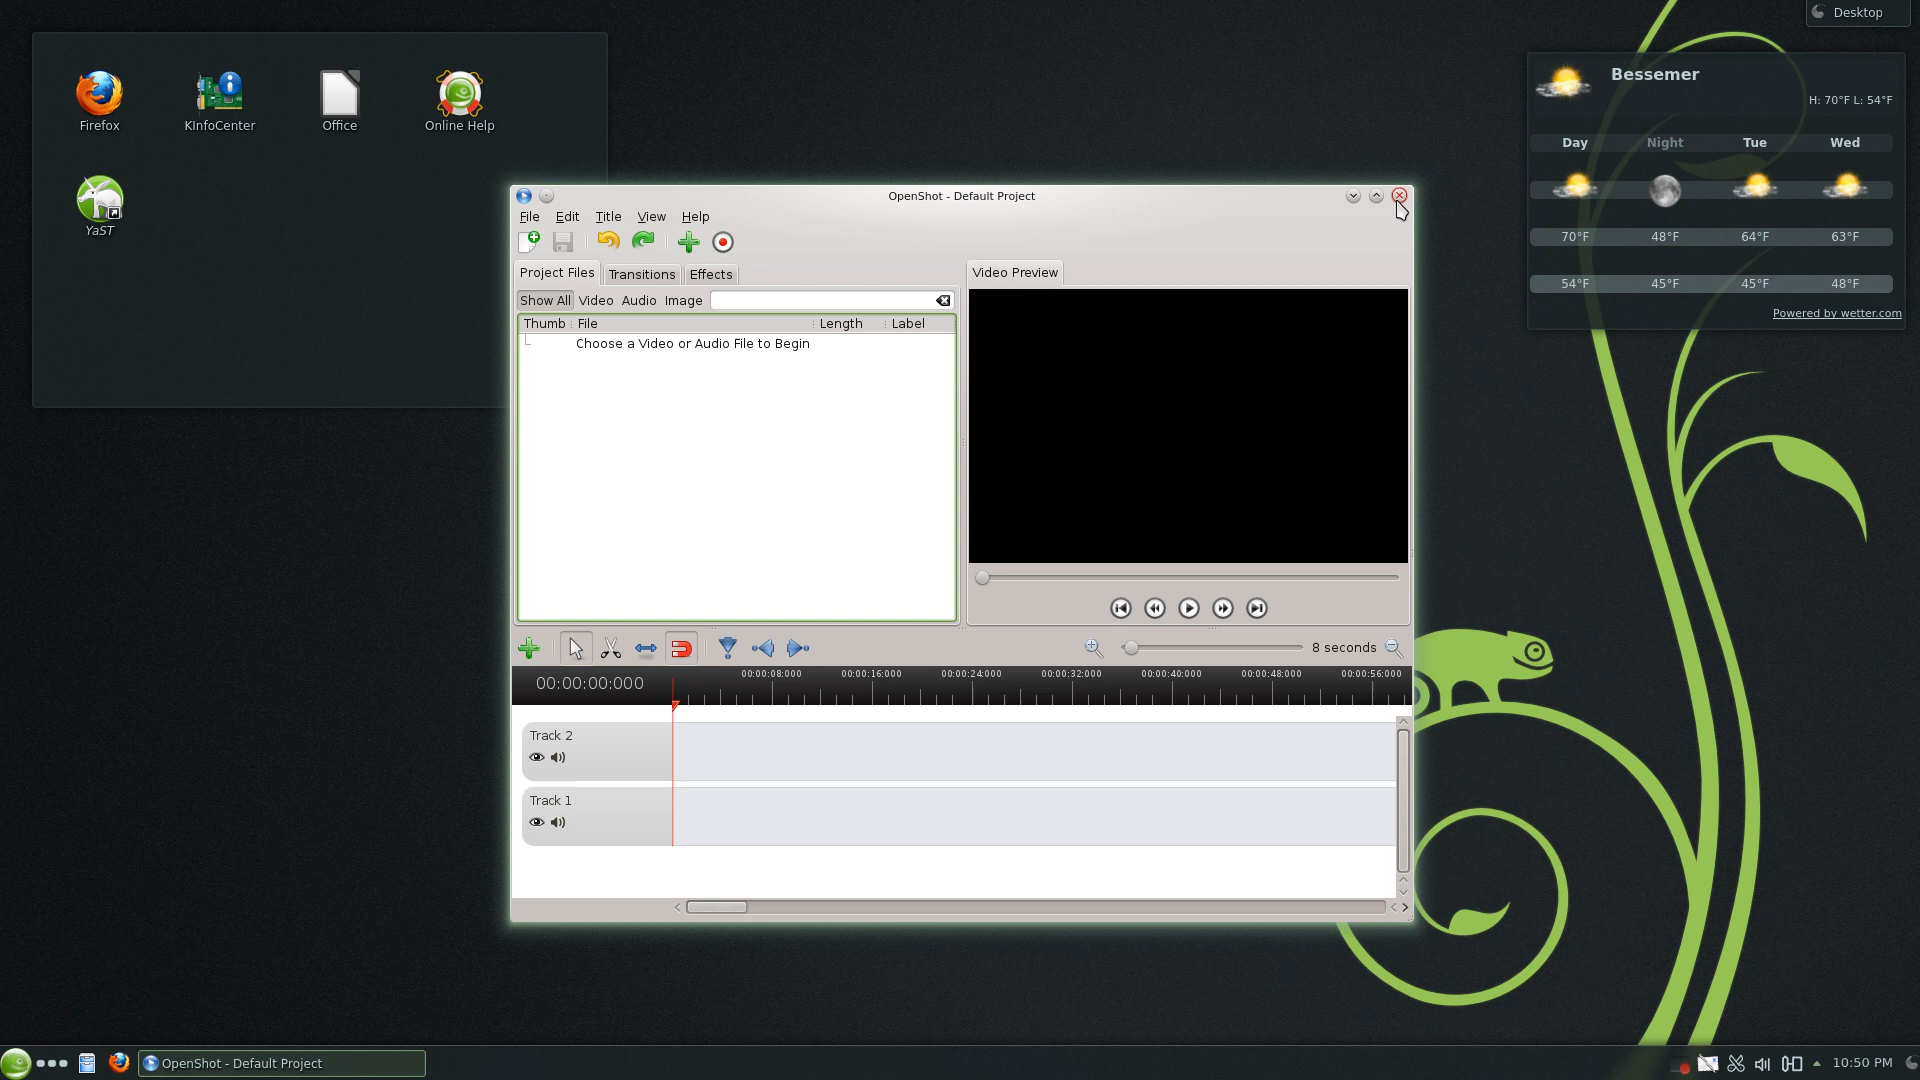 Desktop
Firefox
KInfoCenter
Office
Online Help
YaST
Bessemer
H: 70°F L: 54°F
Day Night Tue Wed
70°F 48°F 64°F 63°F
54°F 45°F 45°F 48°F
Powered by wetter.com
OpenShot - Default Project
File Edit Title View Help
Project Files Transitions Effects
Show All Video Audio Image
Thumb File Length Label
Choose a Video or Audio File to Begin
Video Preview
8 seconds
00:00:00:000 00:00:08:000 00:00:16:000 00:00:24:000 00:00:32:000 00:00:40:000 00:00:48:000 00:00:56:000
Track 2
Track 1
OpenShot - Default Project
10:50 PM